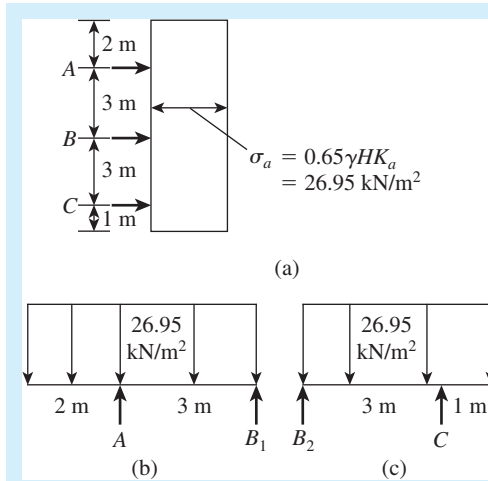 2 m
A
3 m
B
σₐ = 0.65γHKₐ
3 m
= 26.95 kN/m²
C
1 m
(a)
26.95
kN/m²
26.95
kN/m²
2 m
3 m
3 m
1 m
A
B₁
B₂
C
(b)
(c)